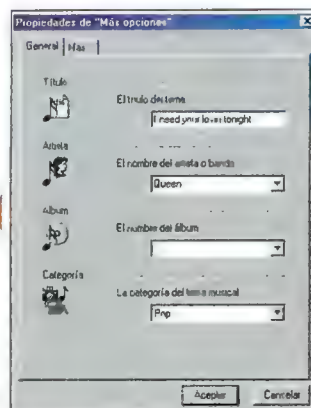 Propiedades de "Más opciones"
General Más
Título
El título del tema
I need your lovin tonight
Artista
El nombre del artista o banda
Queen
Álbum
El nombre del álbum
Categoría
La categoría del tema musical
Pop
Aceptar Cancelar